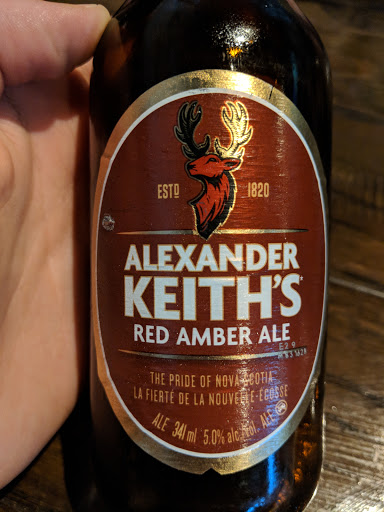 ESTD 1820
ALEXANDER
KEITH'S
RED AMBER ALE
E29
THE PRIDE OF NOVA SCOTIA
LA FIERTÉ DE LA NOUVELLE-ÉCOSSE
ALE 341 ml 5.0% alc./vol. ALE